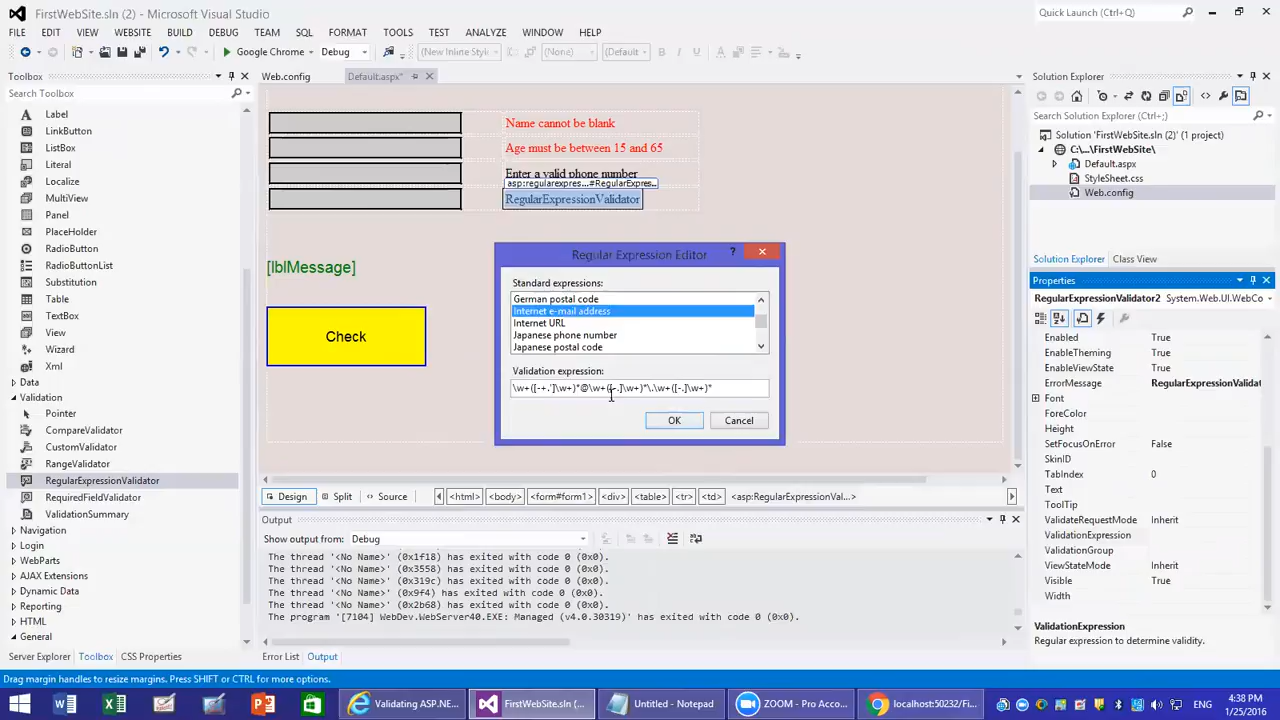 FirstWebSite.sln (2) - Microsoft Visual Studio
Quick Launch (Ctrl+Q)
FILE EDIT VIEW WEBSITE BUILD DEBUG TEAM SQL FORMAT TOOLS TEST ANALYZE WINDOW HELP
Google Chrome Debug (New Inline Styl (None) (Default
Toolbox
Search Toolbox
Label
LinkButton
ListBox
Literal
Localize
MultiView
Panel
PlaceHolder
RadioButton
RadioButtonList
Substitution
Table
TextBox
View
Wizard
Xml
Data
Validation
Pointer
CompareValidator
CustomValidator
RangeValidator
RegularExpressionValidator
RequiredFieldValidator
ValidationSummary
Navigation
Login
WebParts
AJAX Extensions
Dynamic Data
Reporting
HTML
General
Server Explorer Toolbox CSS Properties
Web.config Default.aspx*
Name cannot be blank
Age must be between 15 and 65
Enter a valid phone number
asp:regularexpres...#RegularExpres...
RegularExpressionValidator
[lblMessage]
Check
Regular Expression Editor
Standard expressions:
German postal code
Internet e-mail address
Internet URL
Japanese phone number
Japanese postal code
Validation expression:
\w+([-+.']\w+)*@\w+([-.]\w+)*\.\w+([-.]\w+)*
OK Cancel
Design Split Source <html> <body> <form#form1> <div> <table> <tr> <td> <asp:RegularExpressionVal...>
Output
Show output from: Debug
The thread '<No Name>' (0x1f18) has exited with code 0 (0x0).
The thread '<No Name>' (0x3558) has exited with code 0 (0x0).
The thread '<No Name>' (0x319c) has exited with code 0 (0x0).
The thread '<No Name>' (0x9f4) has exited with code 0 (0x0).
The thread '<No Name>' (0x2b68) has exited with code 0 (0x0).
The program '[7104] WebDev.WebServer40.EXE: Managed (v4.0.30319)' has exited with code 0 (0x0).
Error List Output
Solution Explorer
Search Solution Explorer (Ctrl+;)
Solution 'FirstWebSite.sln (2)' (1 project)
C:\...\FirstWebSite\
Default.aspx
StyleSheet.css
Web.config
Solution Explorer Class View
Properties
RegularExpressionValidator2 System.Web.UI.WebCo
Enabled True
EnableTheming True
EnableViewState True
ErrorMessage RegularExpressionValidat
Font
ForeColor
Height
SetFocusOnError False
SkinID
TabIndex 0
Text
ToolTip
ValidateRequestMode Inherit
ValidationExpression
ValidationGroup
ViewStateMode Inherit
Visible True
Width
ValidationExpression
Regular expression to determine validity.
Drag margin handles to resize margins. Press SHIFT or CTRL for more options.
Validating ASP.NE... FirstWebSite.sln (... Untitled - Notepad ZOOM - Pro Acco... localhost:50232/Fi... ENG
4:38 PM
1/25/2016